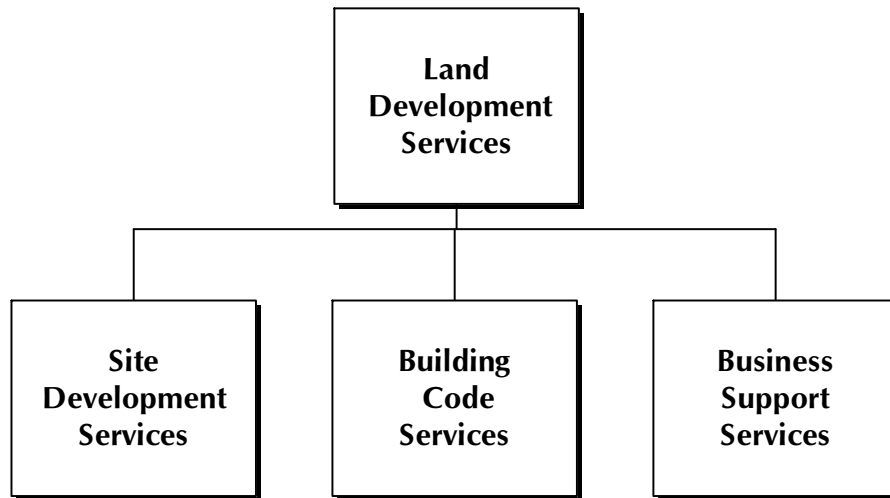 Land
Development
Services
Site
Development
Services
Building
Code
Services
Business
Support
Services